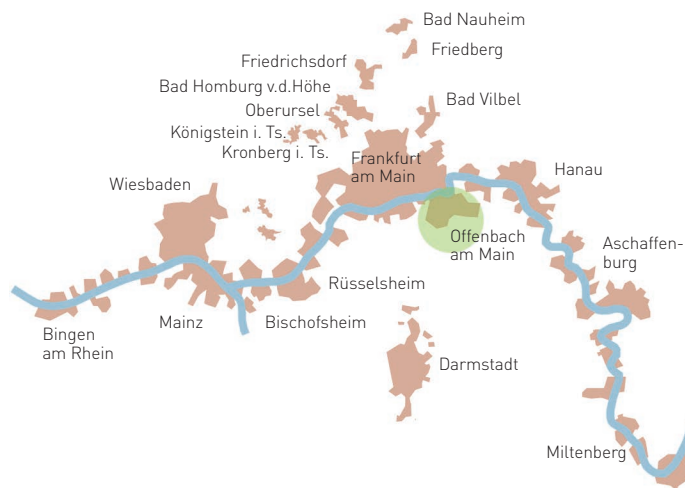 Bad Nauheim
Friedberg
Friedrichsdorf
Bad Homburg v.d.Höhe
Bad Vilbel
Oberursel
Königstein i. Ts.
Kronberg i. Ts.
Frankfurt
am Main
Hanau
Wiesbaden
Offenbach
am Main
Aschaffen-
burg
Rüsselsheim
Mainz
Bischofsheim
Bingen
am Rhein
Darmstadt
Miltenberg